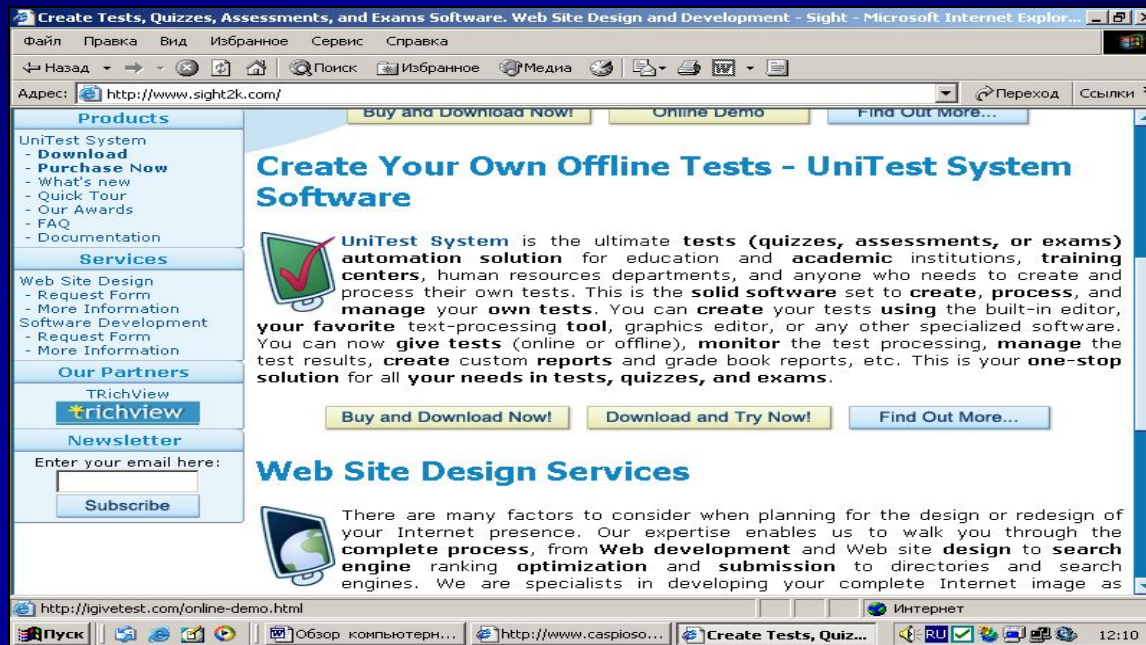 Create Tests, Quizzes, Assessments, and Exams Software. Web Site Design and Development - Sight - Microsoft Internet Explor...
Файл Правка Вид Избранное Сервис Справка
Назад Поиск Избранное Медиа
Адрес: http://www.sight2k.com/ Переход Ссылки
Products
UniTest System
- Download
- Purchase Now
- What's new
- Quick Tour
- Our Awards
- FAQ
- Documentation
Services
Web Site Design
- Request Form
- More Information
Software Development
- Request Form
- More Information
Our Partners
TRichView
trichview
Newsletter
Enter your email here:
Subscribe
Buy and Download Now! Online Demo Find Out More...
Create Your Own Offline Tests - UniTest System
Software
UniTest System is the ultimate tests (quizzes, assessments, or exams)
automation solution for education and academic institutions, training
centers, human resources departments, and anyone who needs to create and
process their own tests. This is the solid software set to create, process, and
manage your own tests. You can create your tests using the built-in editor,
your favorite text-processing tool, graphics editor, or any other specialized software.
You can now give tests (online or offline), monitor the test processing, manage the
test results, create custom reports and grade book reports, etc. This is your one-stop
solution for all your needs in tests, quizzes, and exams.
Buy and Download Now! Download and Try Now! Find Out More...
Web Site Design Services
There are many factors to consider when planning for the design or redesign of
your Internet presence. Our expertise enables us to walk you through the
complete process, from Web development and Web site design to search
engine ranking optimization and submission to directories and search
engines. We are specialists in developing your complete Internet image as
http://igivetest.com/online-demo.html Интернет
Пуск Обзор компьютерн... http://www.caspioso... Create Tests, Quiz... RU 12:10